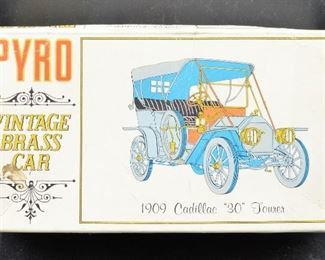 PYRO
VINTAGE
BRASS
CAR
1909 Cadillac "30" Tourer